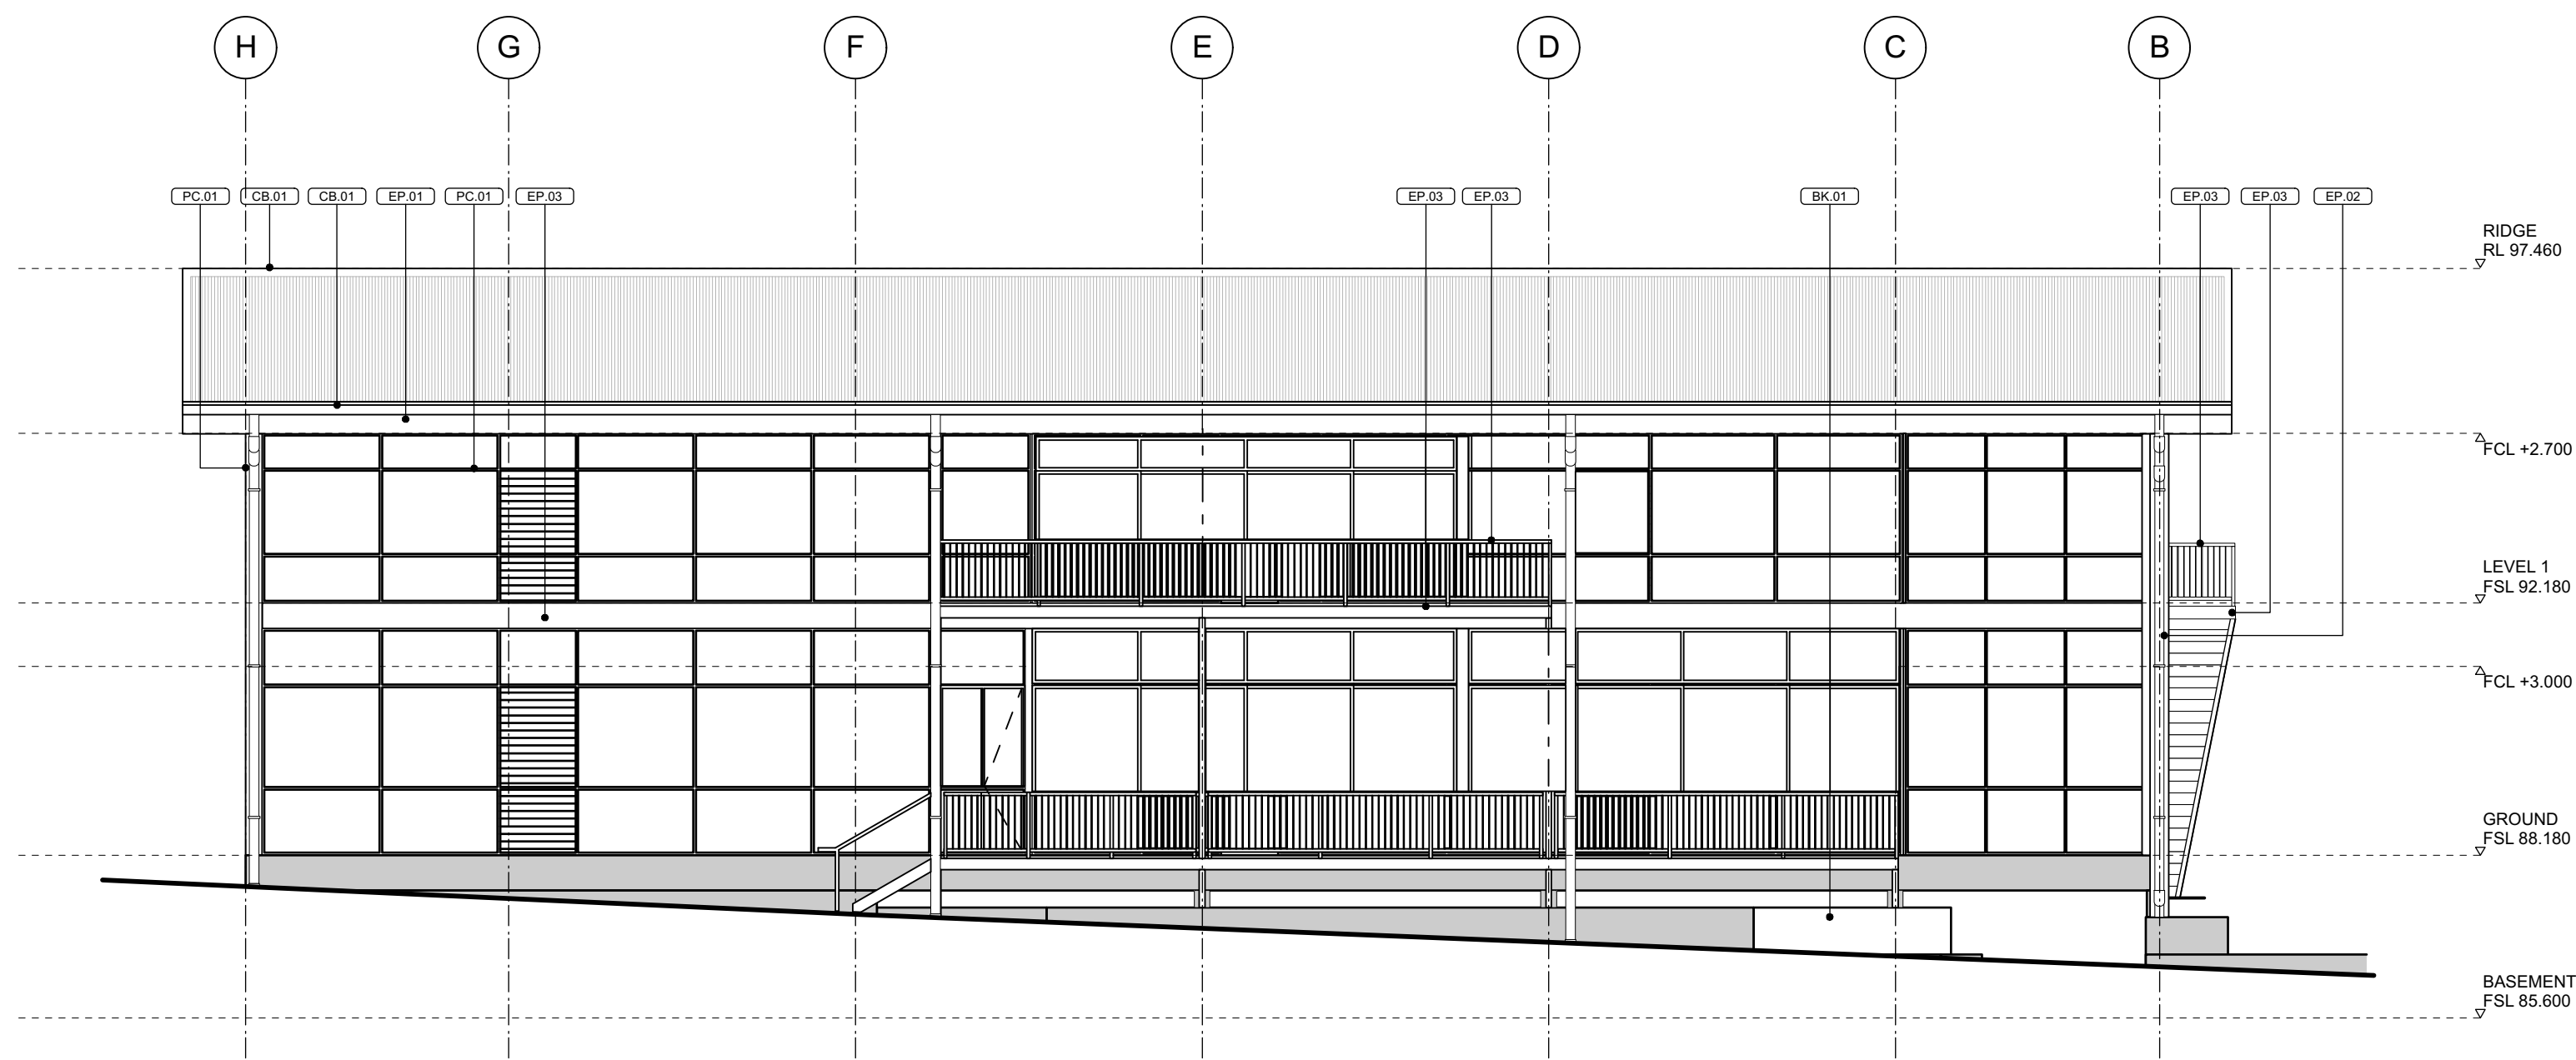 H
G
F
E
D
C
B
PC.01
CB.01
CB.01
EP.01
PC.01
EP.03
EP.03
EP.03
BK.01
EP.03
EP.03
EP.02
RIDGE
RL 97.460
FCL +2.700
LEVEL 1
FSL 92.180
FCL +3.000
GROUND
FSL 88.180
BASEMENT
FSL 85.600